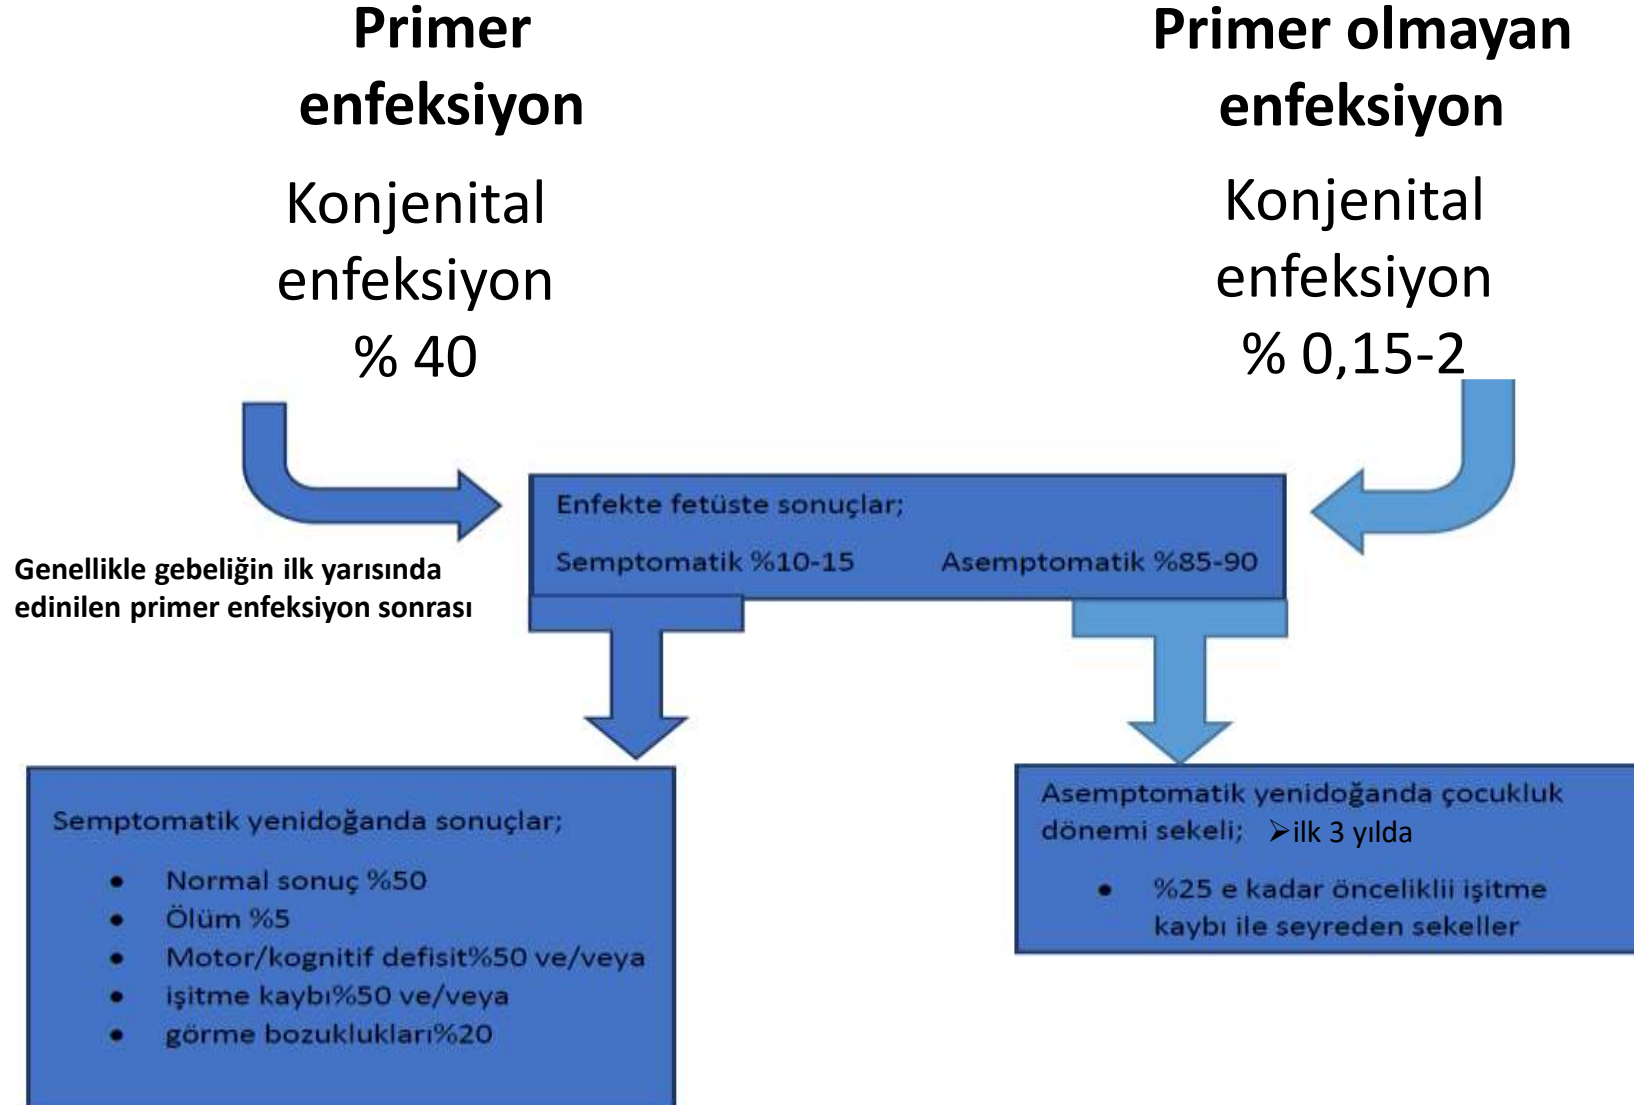 Primer
enfeksiyon
Konjenital
enfeksiyon
% 40
Primer olmayan
enfeksiyon
Konjenital
enfeksiyon
% 0,15-2
Enfekte fetüste sonuçlar;
Semptomatik %10-15 Asemptomatik %85-90
Genellikle gebeliğin ilk yarısında
edinilen primer enfeksiyon sonrası
Semptomatik yenidoğanda sonuçlar;
• Normal sonuç %50
• Ölüm %5
• Motor/kognitif defisit%50 ve/veya
• işitme kaybı%50 ve/veya
• görme bozuklukları%20
Asemptomatik yenidoğanda çocukluk
dönemi sekeli; ➢ilk 3 yılda
• %25 e kadar önceliklii işitme
kaybı ile seyreden sekeller